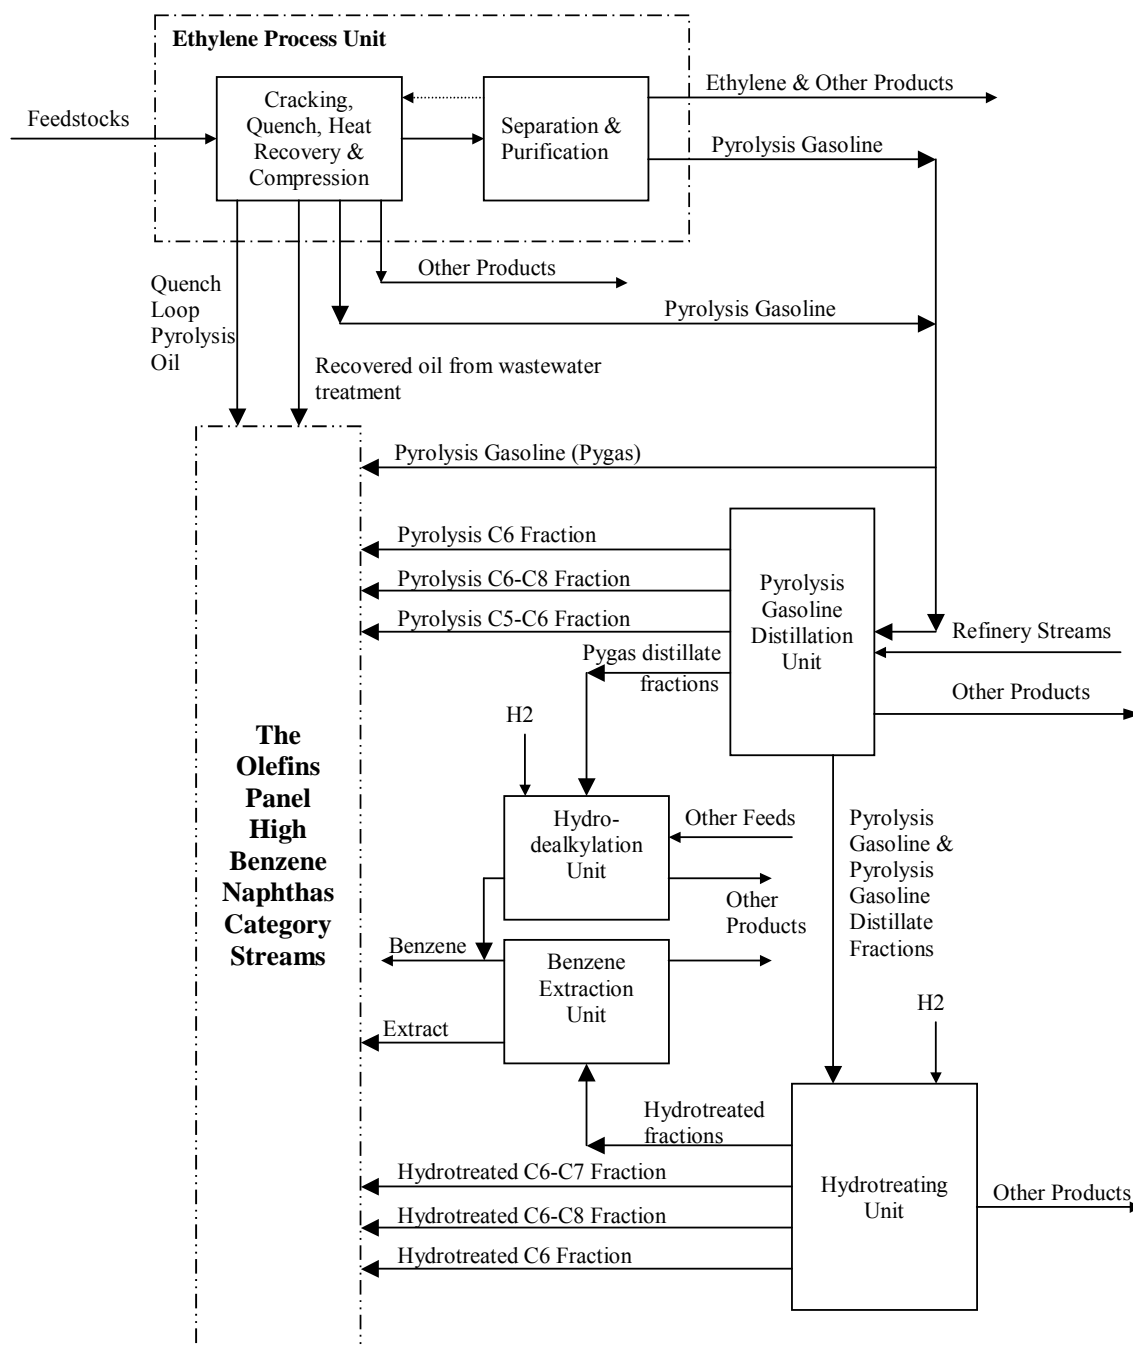 Ethylene Process Unit
Feedstocks
Cracking,
Quench, Heat
Recovery &
Compression
Separation &
Purification
Ethylene & Other Products
Pyrolysis Gasoline
Other Products
Pyrolysis Gasoline
Quench
Loop
Pyrolysis
Oil
Recovered oil from wastewater
treatment
Pyrolysis Gasoline (Pygas)
Pyrolysis C6 Fraction
Pyrolysis C6-C8 Fraction
Pyrolysis C5-C6 Fraction
Pygas distillate
fractions
Pyrolysis
Gasoline
Distillation
Unit
Refinery Streams
Other Products
H2
The
Olefins
Panel
High
Benzene
Naphthas
Category
Streams
Hydro-
dealkylation
Unit
Other Feeds
Other
Products
Pyrolysis
Gasoline &
Pyrolysis
Gasoline
Distillate
Fractions
Benzene
Benzene
Extraction
Unit
Extract
H2
Hydrotreated
fractions
Hydrotreated C6-C7 Fraction
Hydrotreated C6-C8 Fraction
Hydrotreated C6 Fraction
Hydrotreating
Unit
Other Products